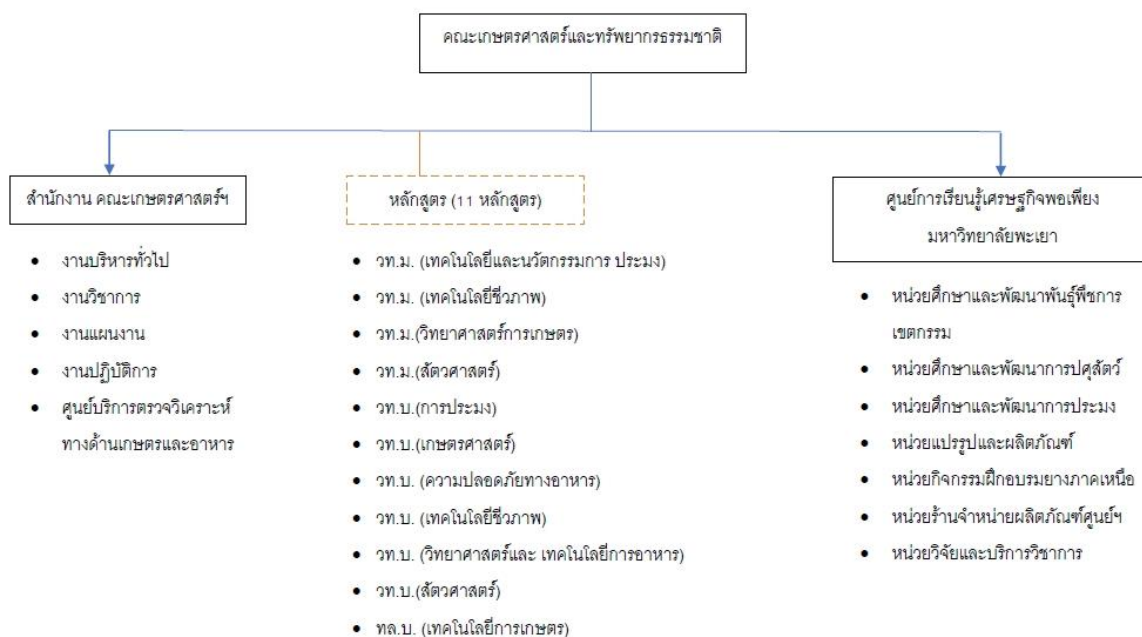 คณะเกษตรศาสตร์และทรัพยากรธรรมชาติ
สำนักงาน คณะเกษตรศาสตร์ฯ
• งานบริหารทั่วไป
• งานวิชาการ
• งานแผนงาน
• งานปฏิบัติการ
• ศูนย์บริการตรวจวิเคราะห์
ทางด้านเกษตรและอาหาร
หลักสูตร (11 หลักสูตร)
• วท.ม. (เทคโนโลยีและนวัตกรรมการ ประมง)
• วท.ม. (เทคโนโลยีชีวภาพ)
• วท.ม.(วิทยาศาสตร์การเกษตร)
• วท.ม.(สัตวศาสตร์)
• วท.บ.(การประมง)
• วท.บ.(เกษตรศาสตร์)
• วท.บ. (ความปลอดภัยทางอาหาร)
• วท.บ. (เทคโนโลยีชีวภาพ)
• วท.บ. (วิทยาศาสตร์และ เทคโนโลยีการอาหาร)
• วท.บ.(สัตวศาสตร์)
• ทล.บ. (เทคโนโลยีการเกษตร)
ศูนย์การเรียนรู้เศรษฐกิจพอเพียง
มหาวิทยาลัยพะเยา
• หน่วยศึกษาและพัฒนาพันธุ์พืชการ
เขตกรรม
• หน่วยศึกษาและพัฒนาการปศุสัตว์
• หน่วยศึกษาและพัฒนาการประมง
• หน่วยแปรรูปและผลิตภัณฑ์
• หน่วยกิจกรรมฝึกอบรมยางภาคเหนือ
• หน่วยร้านจำหน่ายผลิตภัณฑ์ศูนย์ฯ
• หน่วยวิจัยและบริการวิชาการ